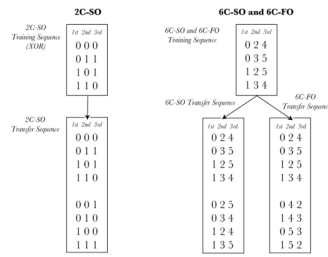 2C-SO
2C-SO
Training Sequence
(XOR)
1st 2nd 3rd
0 0 0
0 1 1
1 0 1
1 1 0
2C-SO
Transfer Sequence
1st 2nd 3rd
0 0 0
0 1 1
1 0 1
1 1 0
0 0 1
0 1 0
1 0 0
1 1 1
6C-SO and 6C-FO
6C-SO and 6C-FO
Training Sequence
1st 2nd 3rd
0 2 4
0 3 5
1 2 5
1 3 4
6C-SO Transfer Sequence
1st 2nd 3rd
0 2 4
0 3 5
1 2 5
1 3 4
0 2 5
0 3 4
1 2 4
1 3 5
6C-FO
Transfer Sequence
1st 2nd 3rd
0 2 4
0 3 5
1 2 5
1 3 4
0 4 2
1 4 3
0 5 3
1 5 2